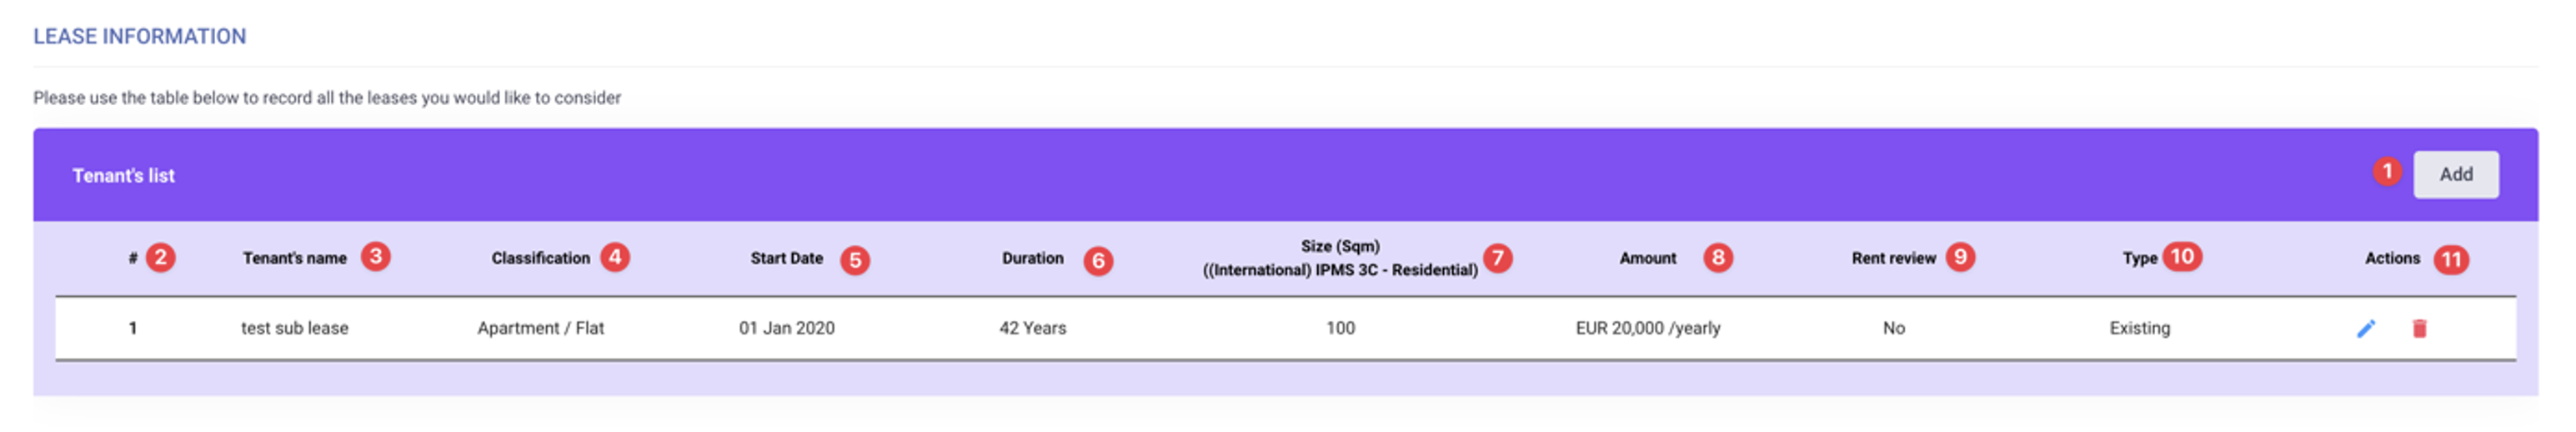 LEASE INFORMATION
Please use the table below to record all the leases you would like to consider
Tenant's list 1 Add
# 2 Tenant's name 3 Classification 4 Start Date 5 Duration 6 Size (Sqm) ((International) IPMS 3C - Residential) 7 Amount 8 Rent review 9 Type 10 Actions 11
1 test sub lease Apartment / Flat 01 Jan 2020 42 Years 100 EUR 20,000 /yearly No Existing